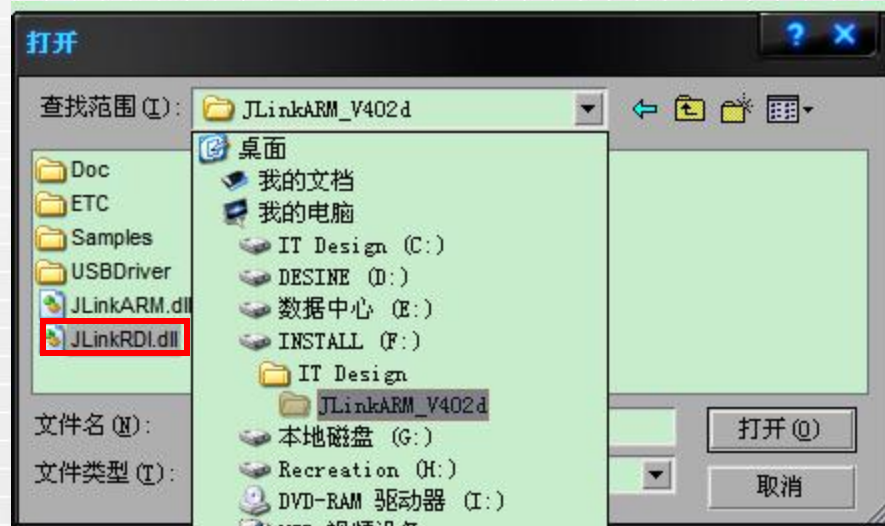 打开
查找范围(I): JLinkARM_V402d
Doc
ETC
Samples
USBDriver
JLinkARM.dll
JLinkRDI.dll
桌面
我的文档
我的电脑
IT Design (C:)
DESINE (D:)
数据中心 (E:)
INSTALL (F:)
IT Design
JLinkARM_V402d
本地磁盘 (G:)
Recreation (H:)
DVD-RAM 驱动器 (I:)
文件名(N):
打开(O)
文件类型(T):
取消